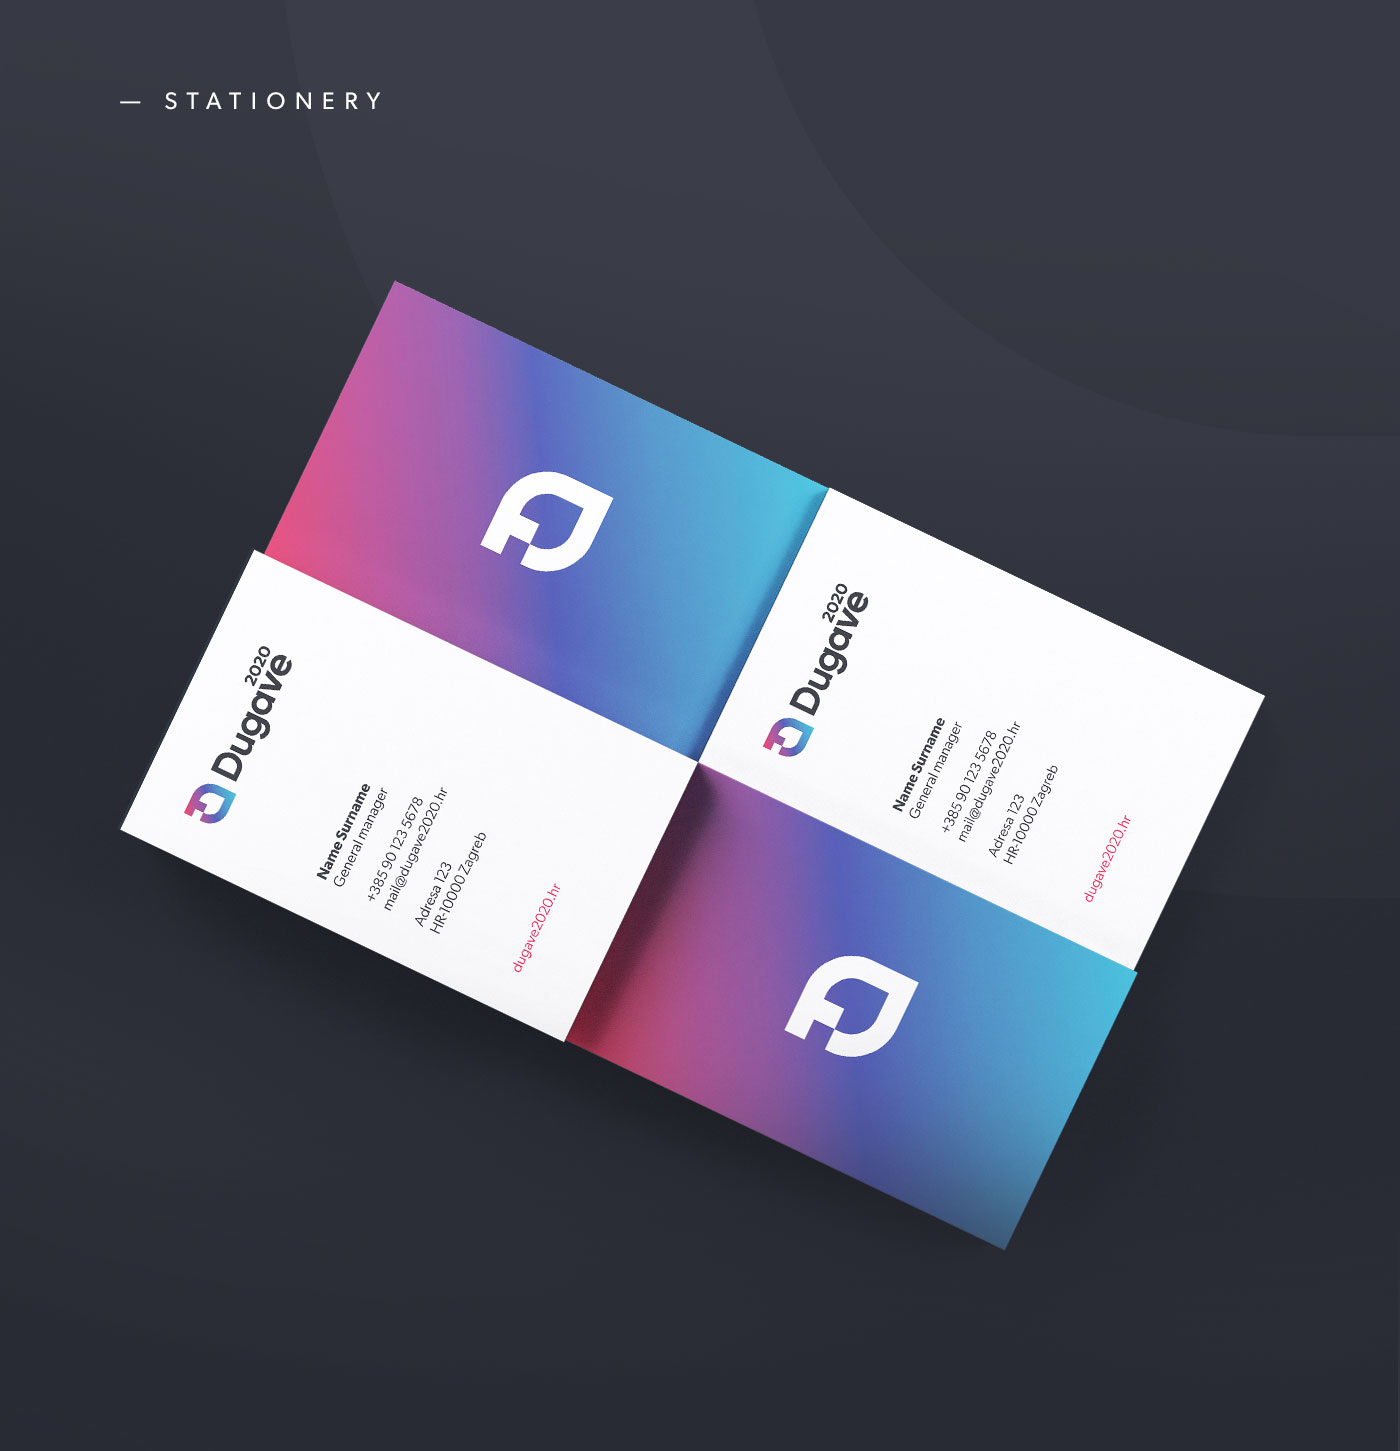 — STATIONERY
Dugave
2020
Name Surname
General manager
+385 90 123 5678
mail@dugave2020.hr
Adresa 123
HR-10000 Zagreb
dugave2020.hr
Dugave
2020
Name Surname
General manager
+385 90 123 5678
mail@dugave2020.hr
Adresa 123
HR-10000 Zagreb
dugave2020.hr